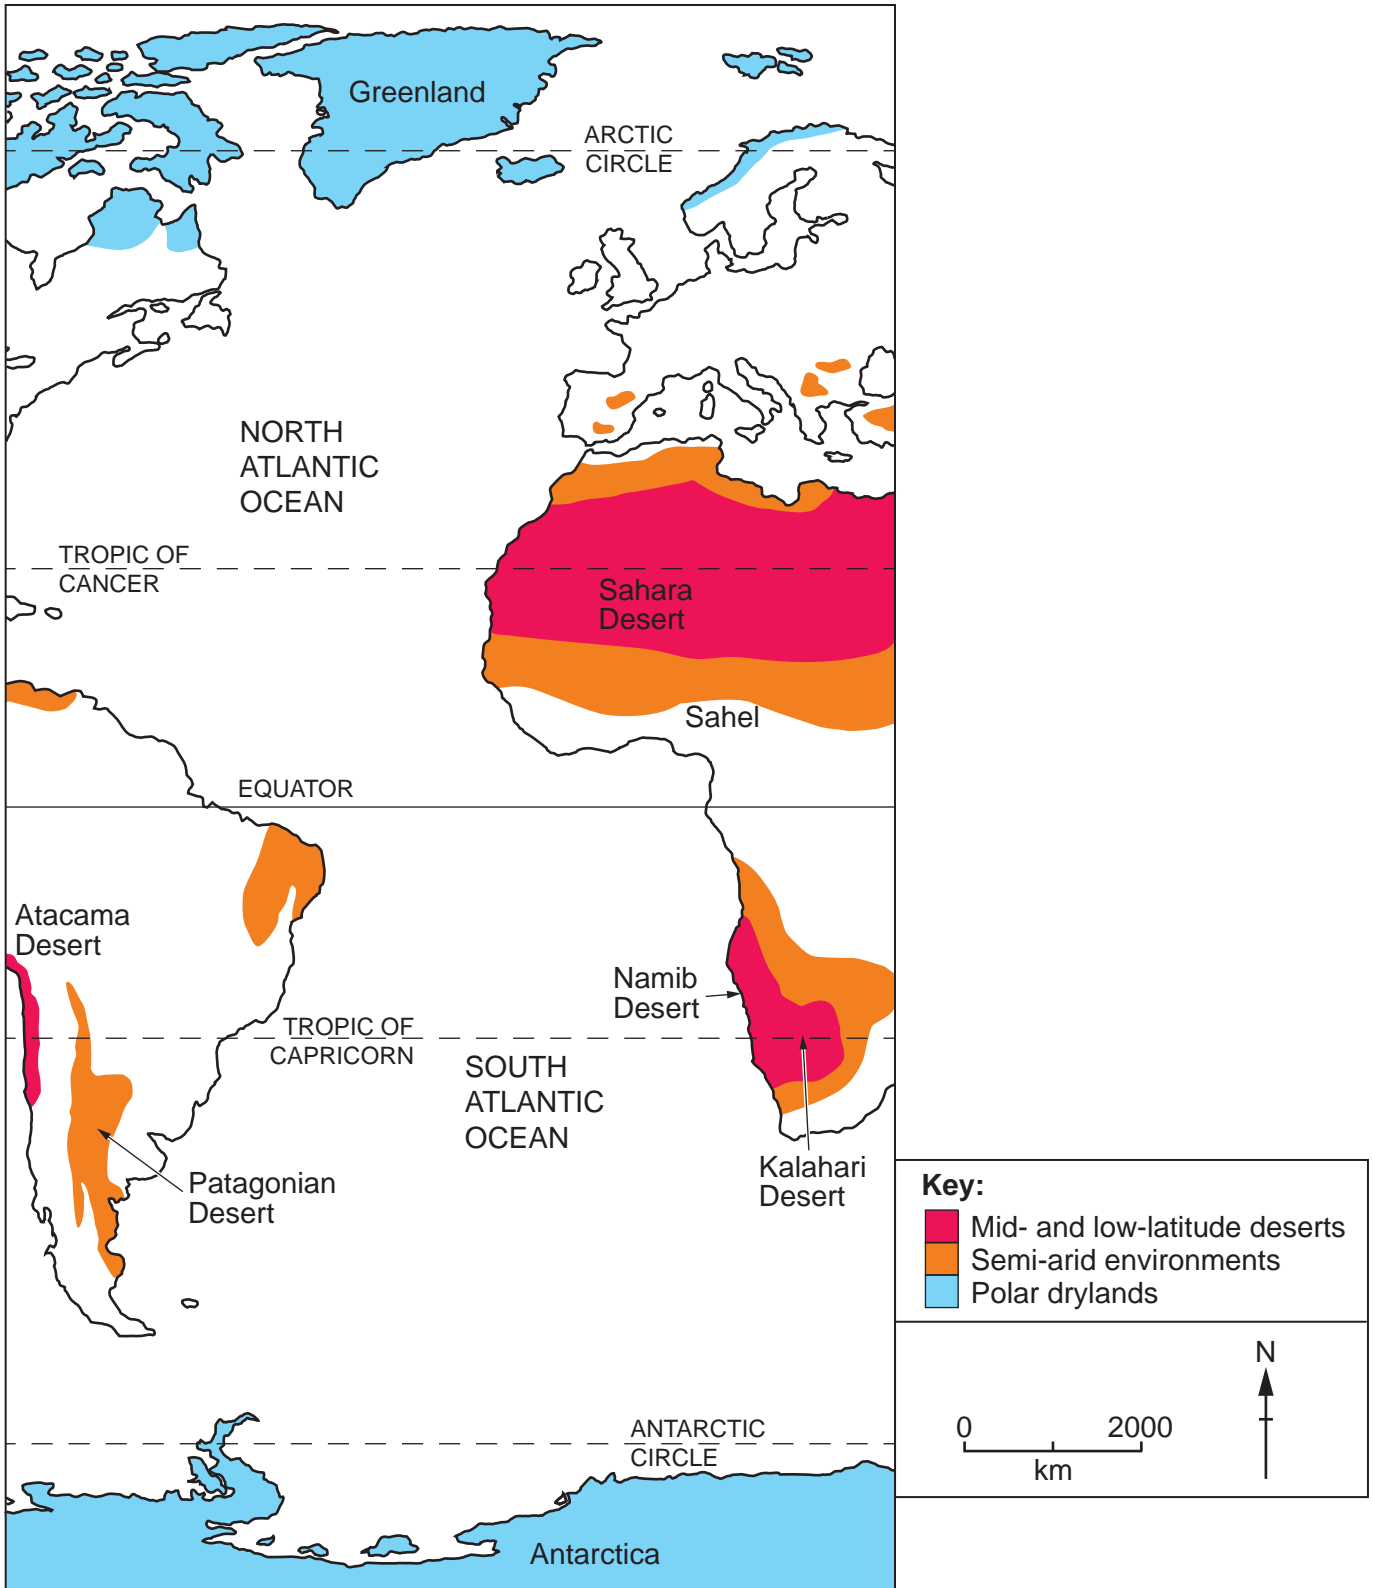 Greenland
ARCTIC
CIRCLE
NORTH
ATLANTIC
OCEAN
TROPIC OF
CANCER
Sahara
Desert
Sahel
EQUATOR
Atacama
Desert
Namib
Desert
TROPIC OF
CAPRICORN
SOUTH
ATLANTIC
OCEAN
Kalahari
Desert
Patagonian
Desert
ANTARCTIC
CIRCLE
Antarctica
Key:
Mid- and low-latitude deserts
Semi-arid environments
Polar drylands
N
0 2000
km